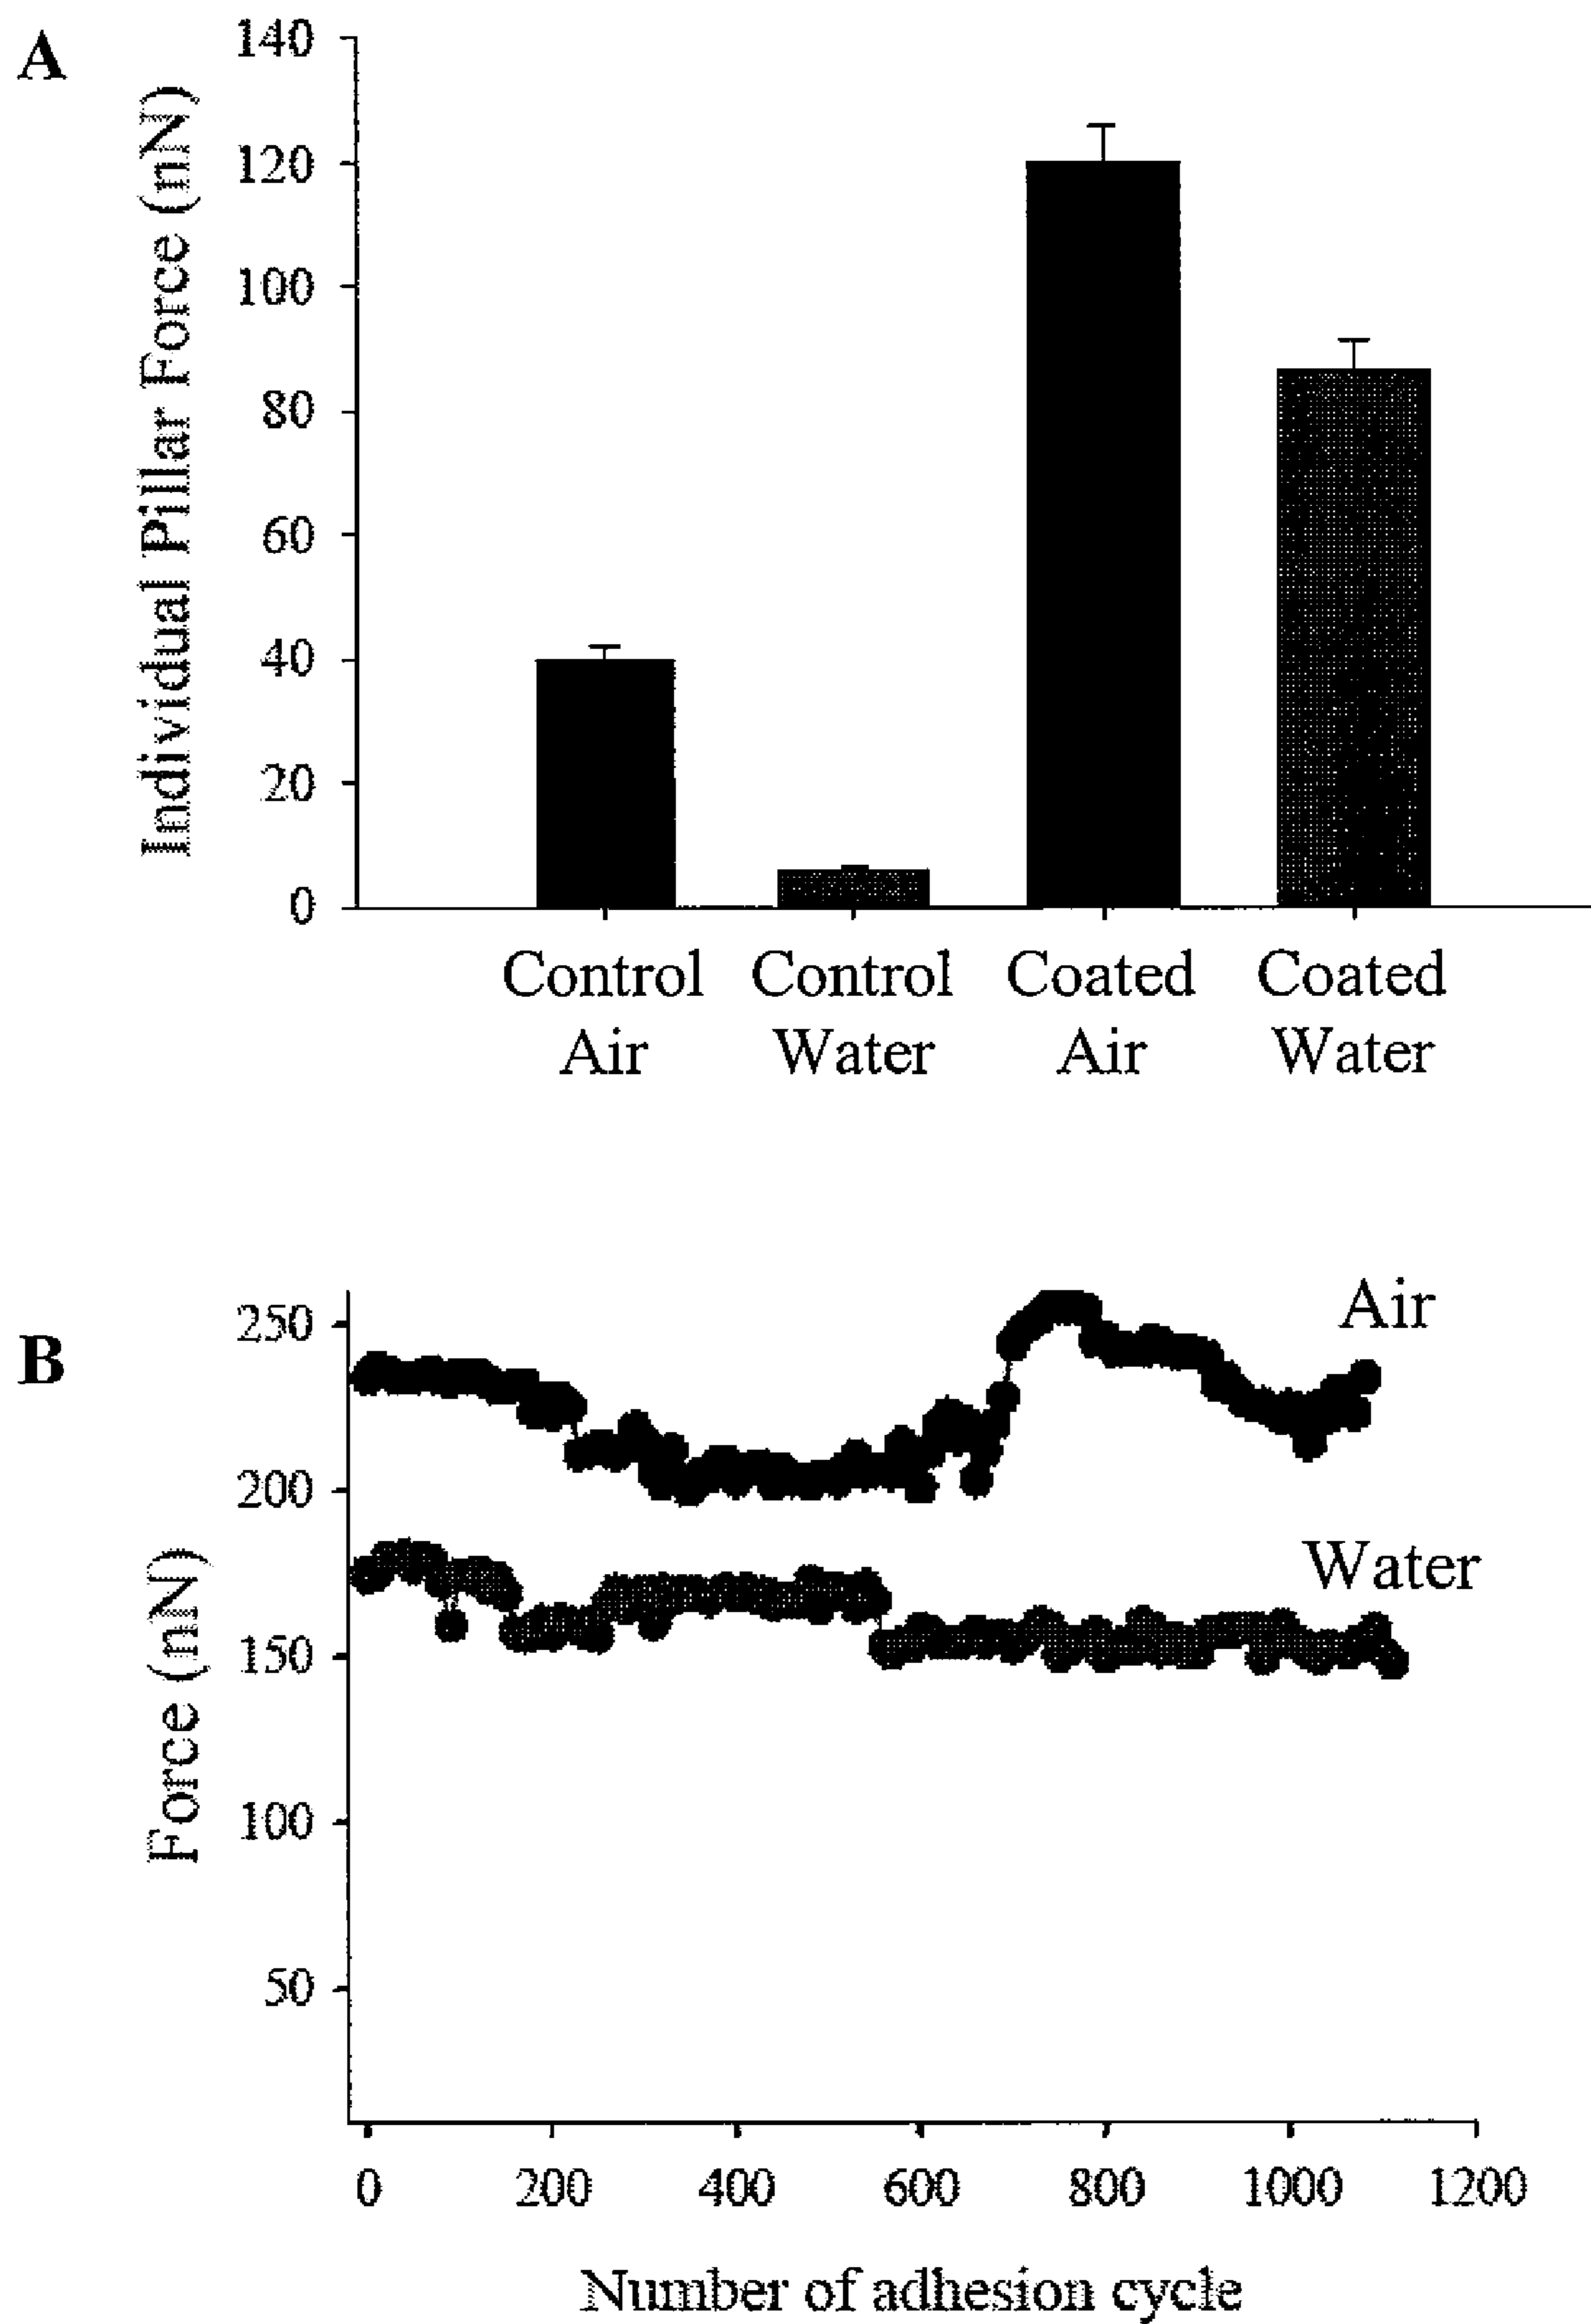 A
Individual Pillar Force (nN)
140
120
100
80
60
40
20
0
Control Air
Control Water
Coated Air
Coated Water
B
Force (nN)
250
200
150
100
50
Air
Water
0 200 400 600 800 1000 1200
Number of adhesion cycle